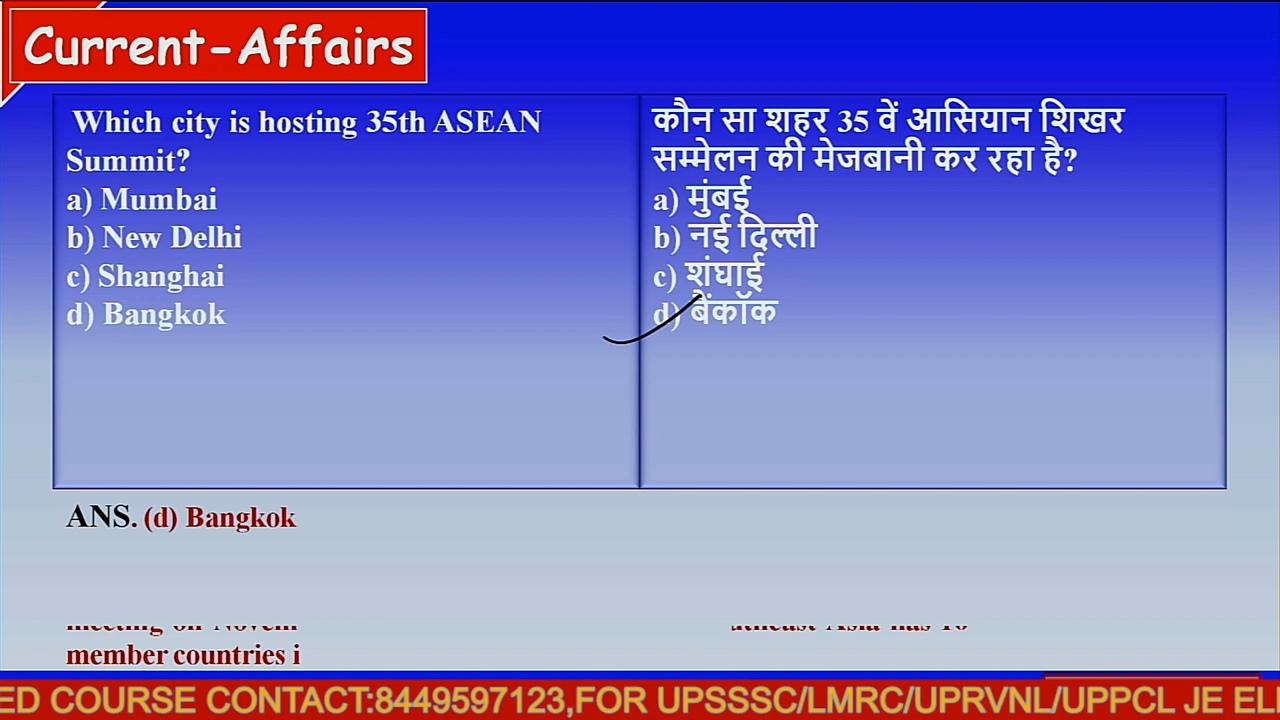 Current-Affairs
Which city is hosting 35th ASEAN
Summit?
a) Mumbai
b) New Delhi
c) Shanghai
d) Bangkok
कौन सा शहर 35 वें आसियान शिखर
सम्मेलन की मेजबानी कर रहा है?
a) मुंबई
b) नई दिल्ली
c) शंघाई
d) बैंकॉक
ANS. (d) Bangkok
member countries i
ED COURSE CONTACT:8449597123,FOR UPSSSC/LMRC/UPRVNL/UPPCL JE ELE